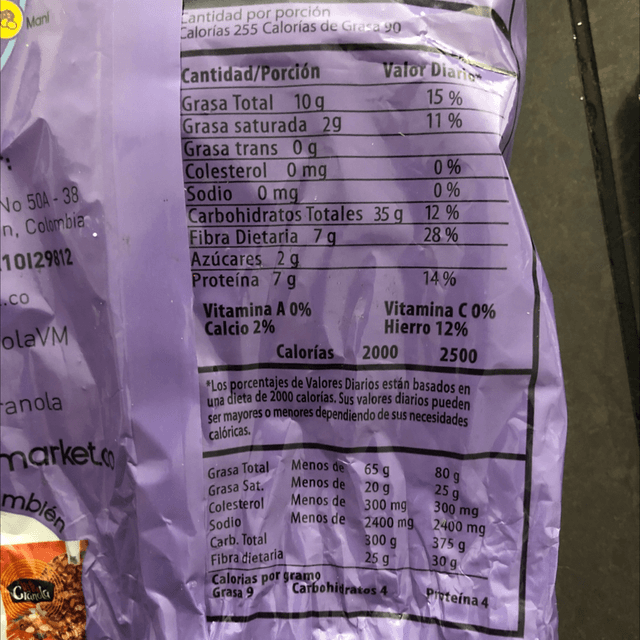 Maní
No 50A - 38
n, Colombia
10129812
.co
olaVM
ranola
market.co
mbién
Granola
Cantidad por porción
Calorías 255 Calorías de Grasa 90
Cantidad/Porción Valor Diario*
Grasa Total 10 g 15 %
Grasa saturada 2g 11 %
Grasa trans 0 g
Colesterol 0 mg 0 %
Sodio 0 mg 0 %
Carbohidratos Totales 35 g 12 %
Fibra Dietaria 7 g 28 %
Azúcares 2 g
Proteína 7 g 14 %
Vitamina A 0% Vitamina C 0%
Calcio 2% Hierro 12%
Calorías 2000 2500
*Los porcentajes de Valores Diarios están basados en
una dieta de 2000 calorías. Sus valores diarios pueden
ser mayores o menores dependiendo de sus necesidades
calóricas.
Grasa Total Menos de 65 g 80 g
Grasa Sat. Menos de 20 g 25 g
Colesterol Menos de 300 mg 300 mg
Sodio Menos de 2400 mg 2400 mg
Carb. Total 300 g 375 g
Fibra dietaria 25 g 30 g
Calorías por gramo
Grasa 9 Carbohidratos 4 Proteína 4